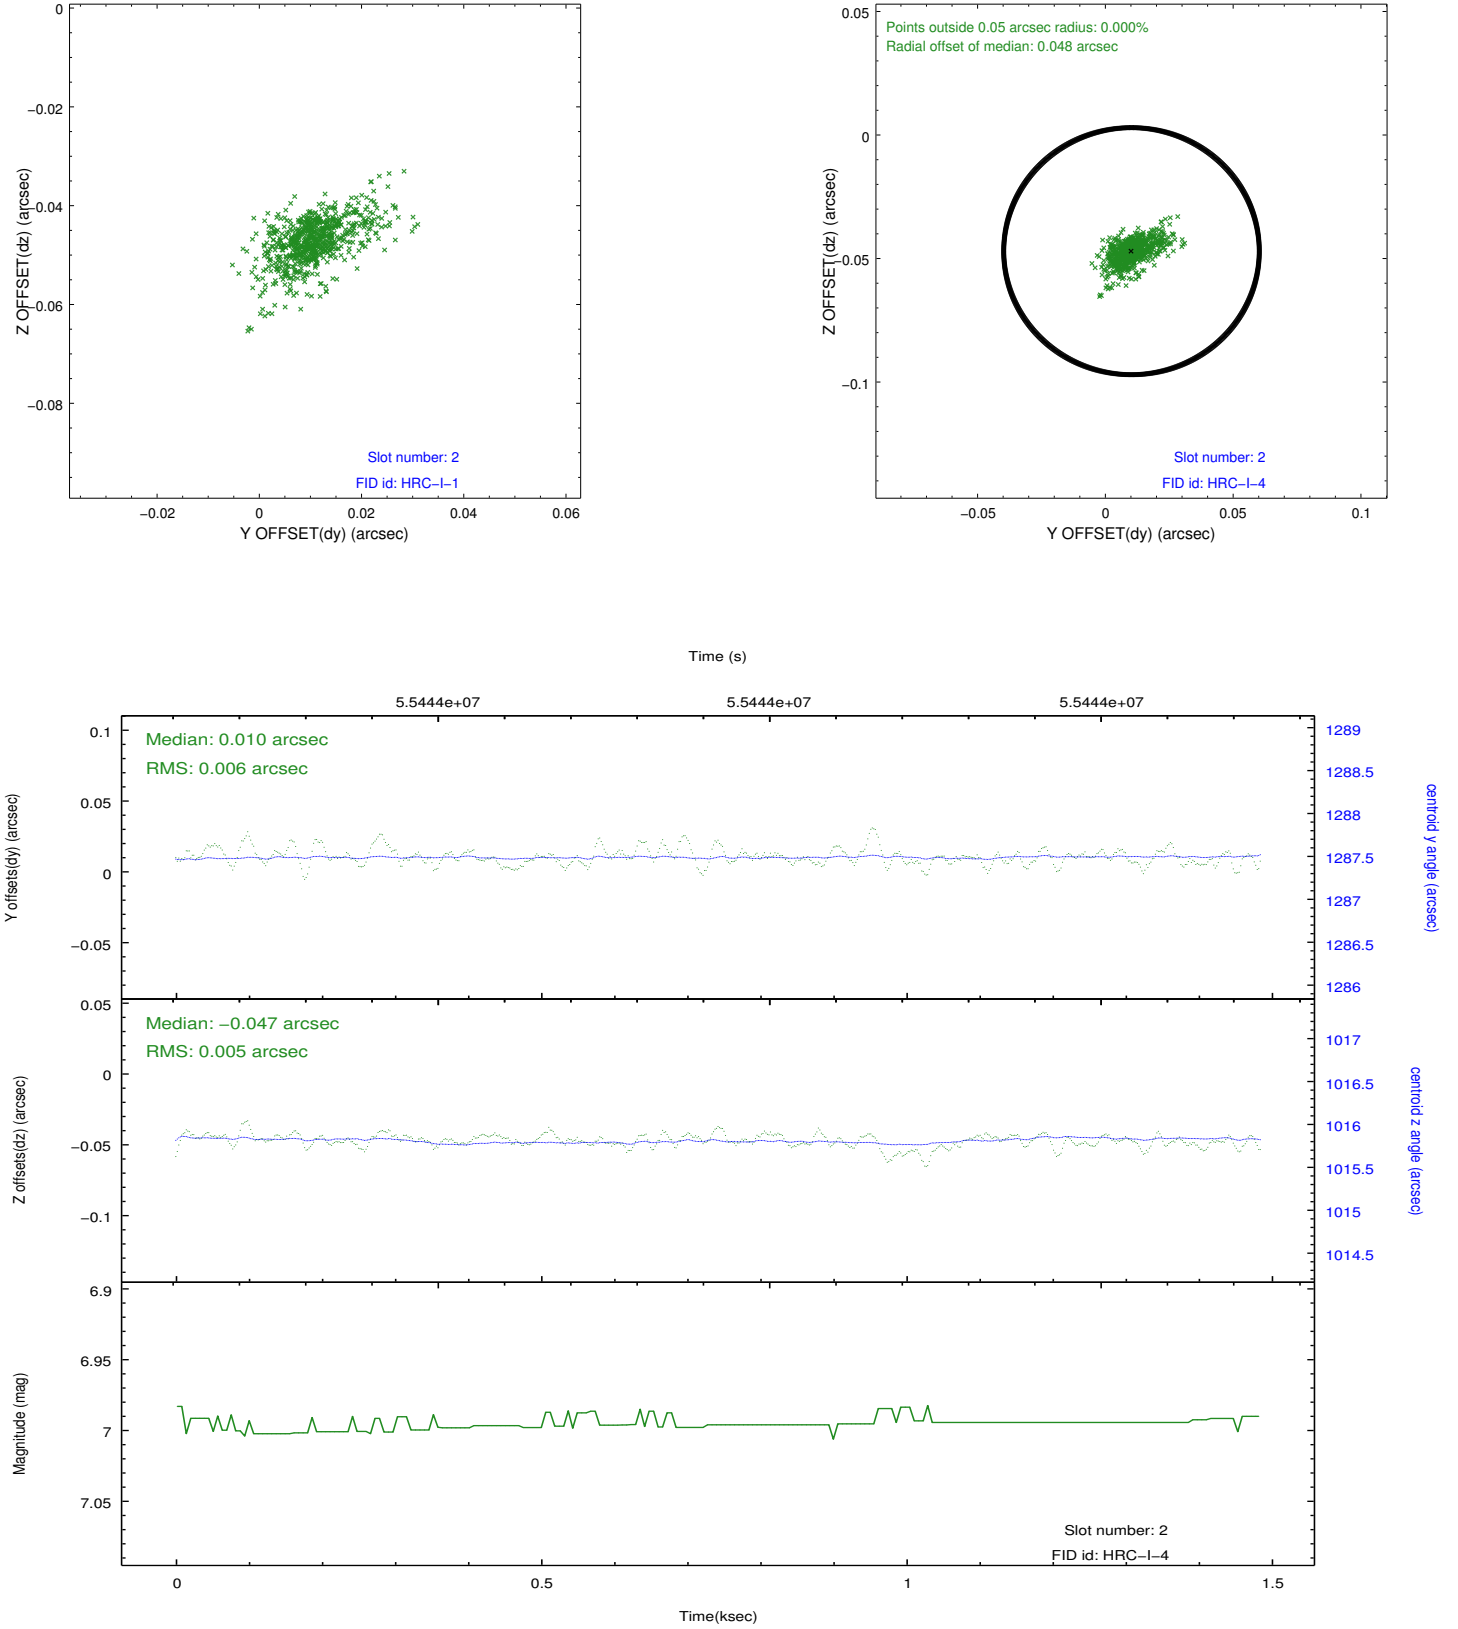 0
−0.02
−0.04
−0.06
−0.08
Z OFFSET(dz) (arcsec)
Slot number: 2
FID id: HRC−I−1
−0.02
0
0.02
0.04
0.06
Y OFFSET(dy) (arcsec)
Points outside 0.05 arcsec radius: 0.000%
Radial offset of median: 0.048 arcsec
0.05
0
−0.05
−0.1
Z OFFSET(dz) (arcsec)
Slot number: 2
FID id: HRC−I−4
−0.05
0
0.05
0.1
Y OFFSET(dy) (arcsec)
Time (s)
5.5444e+07
5.5444e+07
5.5444e+07
Median: 0.010 arcsec
RMS: 0.006 arcsec
0.1
0.05
0
−0.05
Y offsets(dy) (arcsec)
1289
1288.5
1288
1287.5
1287
1286.5
1286
centroid y angle (arcsec)
Median: −0.047 arcsec
RMS: 0.005 arcsec
0.05
0
−0.05
−0.1
Z offsets(dz) (arcsec)
1017
1016.5
1016
1015.5
1015
1014.5
centroid z angle (arcsec)
6.9
6.95
7
7.05
Magnitude (mag)
Slot number: 2
FID id: HRC−I−4
0
0.5
1
1.5
Time(ksec)